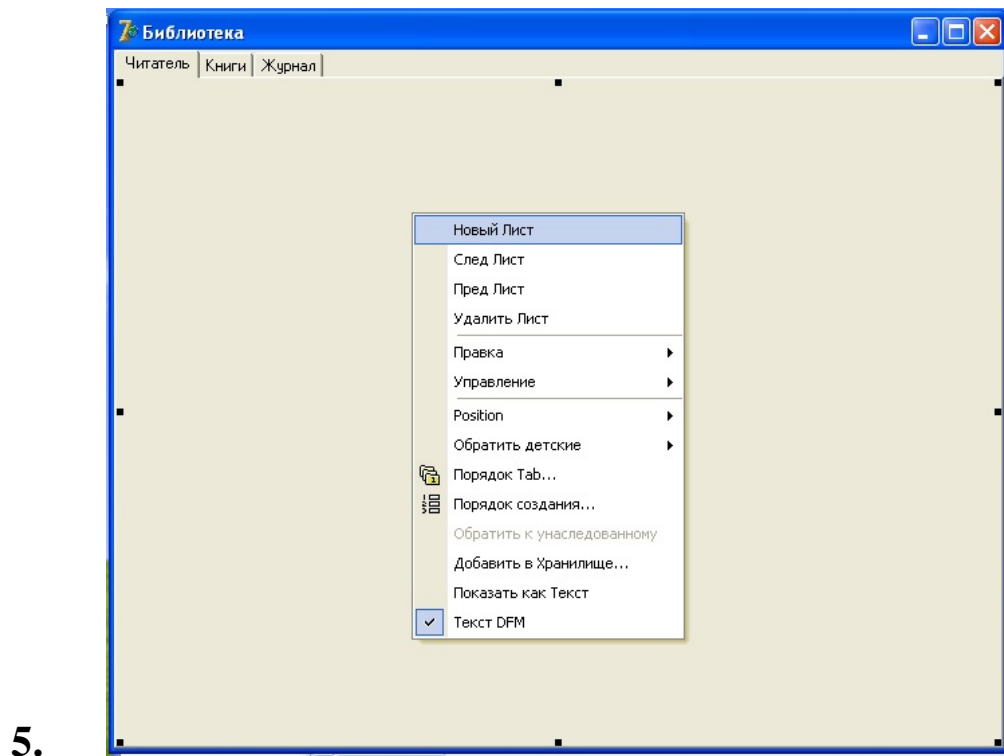 Библиотека
Читатель Книги Журнал
Новый Лист
След Лист
Пред Лист
Удалить Лист
Правка
Управление
Position
Обратить детские
Порядок Tab...
Порядок создания...
Обратить к унаследованному
Добавить в Хранилище...
Показать как Текст
Текст DFM
5.